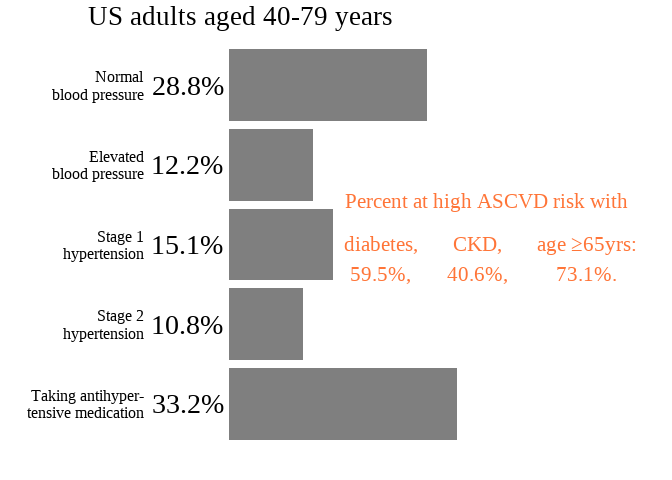 US adults aged 40-79 years
Normal
blood pressure
28.8%
Elevated
blood pressure
12.2%
Percent at high ASCVD risk with
Stage 1
hypertension
15.1%
diabetes, CKD, age ≥65yrs:
59.5%, 40.6%, 73.1%.
Stage 2
hypertension
10.8%
Taking antihyper-
tensive medication
33.2%